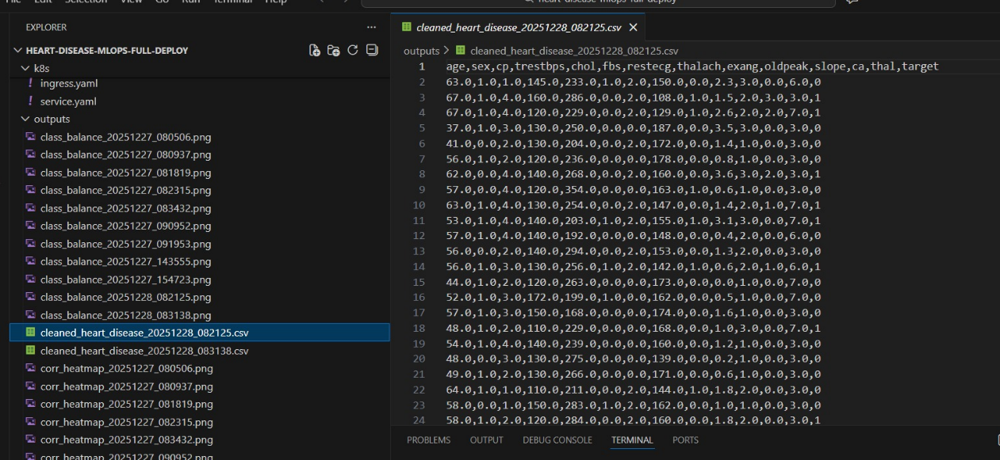 File Edit Selection View Go Run Terminal Help
heart-disease-mlops-full-deploy
EXPLORER
HEART-DISEASE-MLOPS-FULL-DEPLOY
k8s
ingress.yaml
service.yaml
outputs
class_balance_20251227_080506.png
class_balance_20251227_080937.png
class_balance_20251227_081819.png
class_balance_20251227_082315.png
class_balance_20251227_083432.png
class_balance_20251227_090952.png
class_balance_20251227_091953.png
class_balance_20251227_143555.png
class_balance_20251227_154723.png
class_balance_20251228_082125.png
class_balance_20251228_083138.png
cleaned_heart_disease_20251228_082125.csv
cleaned_heart_disease_20251228_083138.csv
corr_heatmap_20251227_080506.png
corr_heatmap_20251227_080937.png
corr_heatmap_20251227_081819.png
corr_heatmap_20251227_082315.png
corr_heatmap_20251227_083432.png
corr_heatmap_20251227_090952.png
cleaned_heart_disease_20251228_082125.csv
outputs > cleaned_heart_disease_20251228_082125.csv
1 age,sex,cp,trestbps,chol,fbs,restecg,thalach,exang,oldpeak,slope,ca,thal,target
2 63.0,1.0,1.0,145.0,233.0,1.0,2.0,150.0,0.0,2.3,3.0,0.0,6.0,0
3 67.0,1.0,4.0,160.0,286.0,0.0,2.0,108.0,1.0,1.5,2.0,3.0,3.0,1
4 67.0,1.0,4.0,120.0,229.0,0.0,2.0,129.0,1.0,2.6,2.0,2.0,7.0,1
5 37.0,1.0,3.0,130.0,250.0,0.0,0.0,187.0,0.0,3.5,3.0,0.0,3.0,0
6 41.0,0.0,2.0,130.0,204.0,0.0,2.0,172.0,0.0,1.4,1.0,0.0,3.0,0
7 56.0,1.0,2.0,120.0,236.0,0.0,0.0,178.0,0.0,0.8,1.0,0.0,3.0,0
8 62.0,0.0,4.0,140.0,268.0,0.0,2.0,160.0,0.0,3.6,3.0,2.0,3.0,1
9 57.0,0.0,4.0,120.0,354.0,0.0,0.0,163.0,1.0,0.6,1.0,0.0,3.0,0
10 63.0,1.0,4.0,130.0,254.0,0.0,2.0,147.0,0.0,1.4,2.0,1.0,7.0,1
11 53.0,1.0,4.0,140.0,203.0,1.0,2.0,155.0,1.0,3.1,3.0,0.0,7.0,1
12 57.0,1.0,4.0,140.0,192.0,0.0,0.0,148.0,0.0,0.4,2.0,0.0,6.0,0
13 56.0,0.0,2.0,140.0,294.0,0.0,2.0,153.0,0.0,1.3,2.0,0.0,3.0,0
14 56.0,1.0,3.0,130.0,256.0,1.0,2.0,142.0,1.0,0.6,2.0,1.0,6.0,1
15 44.0,1.0,2.0,120.0,263.0,0.0,0.0,173.0,0.0,0.0,1.0,0.0,7.0,0
16 52.0,1.0,3.0,172.0,199.0,1.0,0.0,162.0,0.0,0.5,1.0,0.0,7.0,0
17 57.0,1.0,3.0,150.0,168.0,0.0,0.0,174.0,0.0,1.6,1.0,0.0,3.0,0
18 48.0,1.0,2.0,110.0,229.0,0.0,0.0,168.0,0.0,1.0,3.0,0.0,7.0,1
19 54.0,1.0,4.0,140.0,239.0,0.0,0.0,160.0,0.0,1.2,1.0,0.0,3.0,0
20 48.0,0.0,3.0,130.0,275.0,0.0,0.0,139.0,0.0,0.2,1.0,0.0,3.0,0
21 49.0,1.0,2.0,130.0,266.0,0.0,0.0,171.0,0.0,0.6,1.0,0.0,3.0,0
22 64.0,1.0,1.0,110.0,211.0,0.0,2.0,144.0,1.0,1.8,2.0,0.0,3.0,0
23 58.0,0.0,1.0,150.0,283.0,1.0,2.0,162.0,0.0,1.0,1.0,0.0,3.0,0
24 58.0,1.0,2.0,120.0,284.0,0.0,2.0,160.0,0.0,1.8,2.0,0.0,3.0,1
PROBLEMS OUTPUT DEBUG CONSOLE TERMINAL PORTS